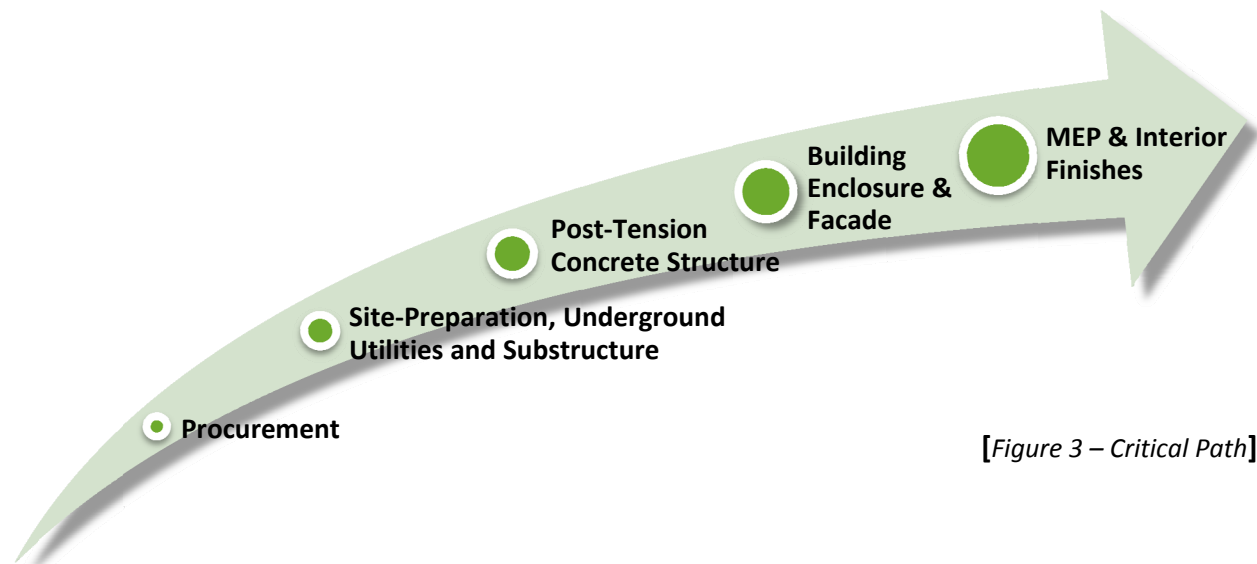 MEP & Interior
Finishes
Building
Enclosure &
Facade
Post-Tension
Concrete Structure
Site-Preparation, Underground
Utilities and Substructure
Procurement
[Figure 3 – Critical Path]